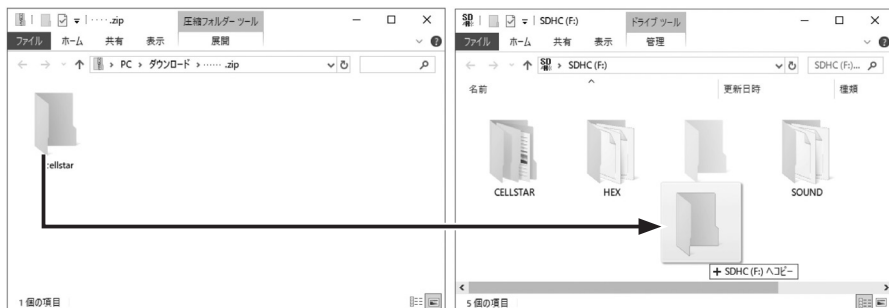 ·····.zip
圧縮フォルダー ツール
ファイル
ホーム
共有
表示
展開
PC › ダウンロード › ······ .zip
cellstar
1 個の項目
SDHC (F:)
ドライブ ツール
ファイル
ホーム
共有
表示
管理
SDHC (F:)
SDHC (F:)...
名前
更新日時
種類
CELLSTAR
HEX
SOUND
+ SDHC (F:) へコピー
5 個の項目